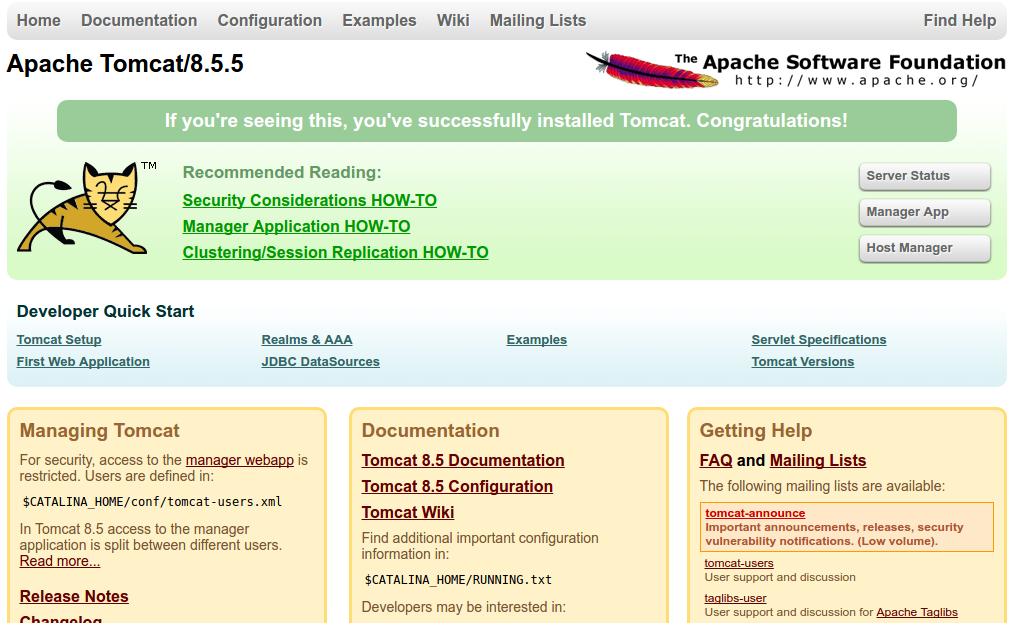 Home Documentation Configuration Examples Wiki Mailing Lists Find Help
Apache Tomcat/8.5.5
The Apache Software Foundation
http://www.apache.org/
If you're seeing this, you've successfully installed Tomcat. Congratulations!
TM
Recommended Reading:
Security Considerations HOW-TO
Manager Application HOW-TO
Clustering/Session Replication HOW-TO
Server Status
Manager App
Host Manager
Developer Quick Start
Tomcat Setup
First Web Application
Realms & AAA
JDBC DataSources
Examples
Servlet Specifications
Tomcat Versions
Managing Tomcat
For security, access to the manager webapp is
restricted. Users are defined in:
$CATALINA_HOME/conf/tomcat-users.xml
In Tomcat 8.5 access to the manager
application is split between different users.
Read more...
Release Notes
Changelog
Documentation
Tomcat 8.5 Documentation
Tomcat 8.5 Configuration
Tomcat Wiki
Find additional important configuration
information in:
$CATALINA_HOME/RUNNING.txt
Developers may be interested in:
Getting Help
FAQ and Mailing Lists
The following mailing lists are available:
tomcat-announce
Important announcements, releases, security
vulnerability notifications. (Low volume).
tomcat-users
User support and discussion
taglibs-user
User support and discussion for Apache Taglibs